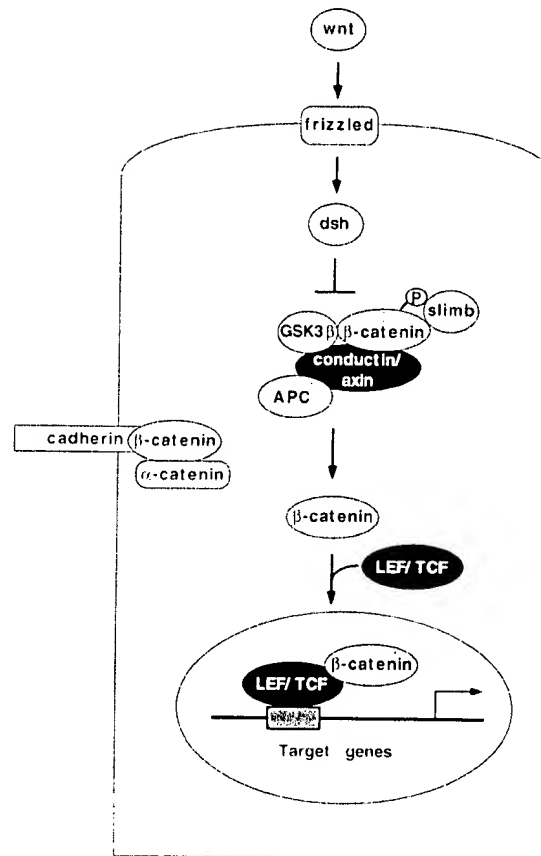 wnt
frizzled
dsh
P
slimb
GSK3 β
β-catenin
conductin/
axin
APC
cadherin
β-catenin
α-catenin
β-catenin
LEF/ TCF
β-catenin
LEF/ TCF
Target genes